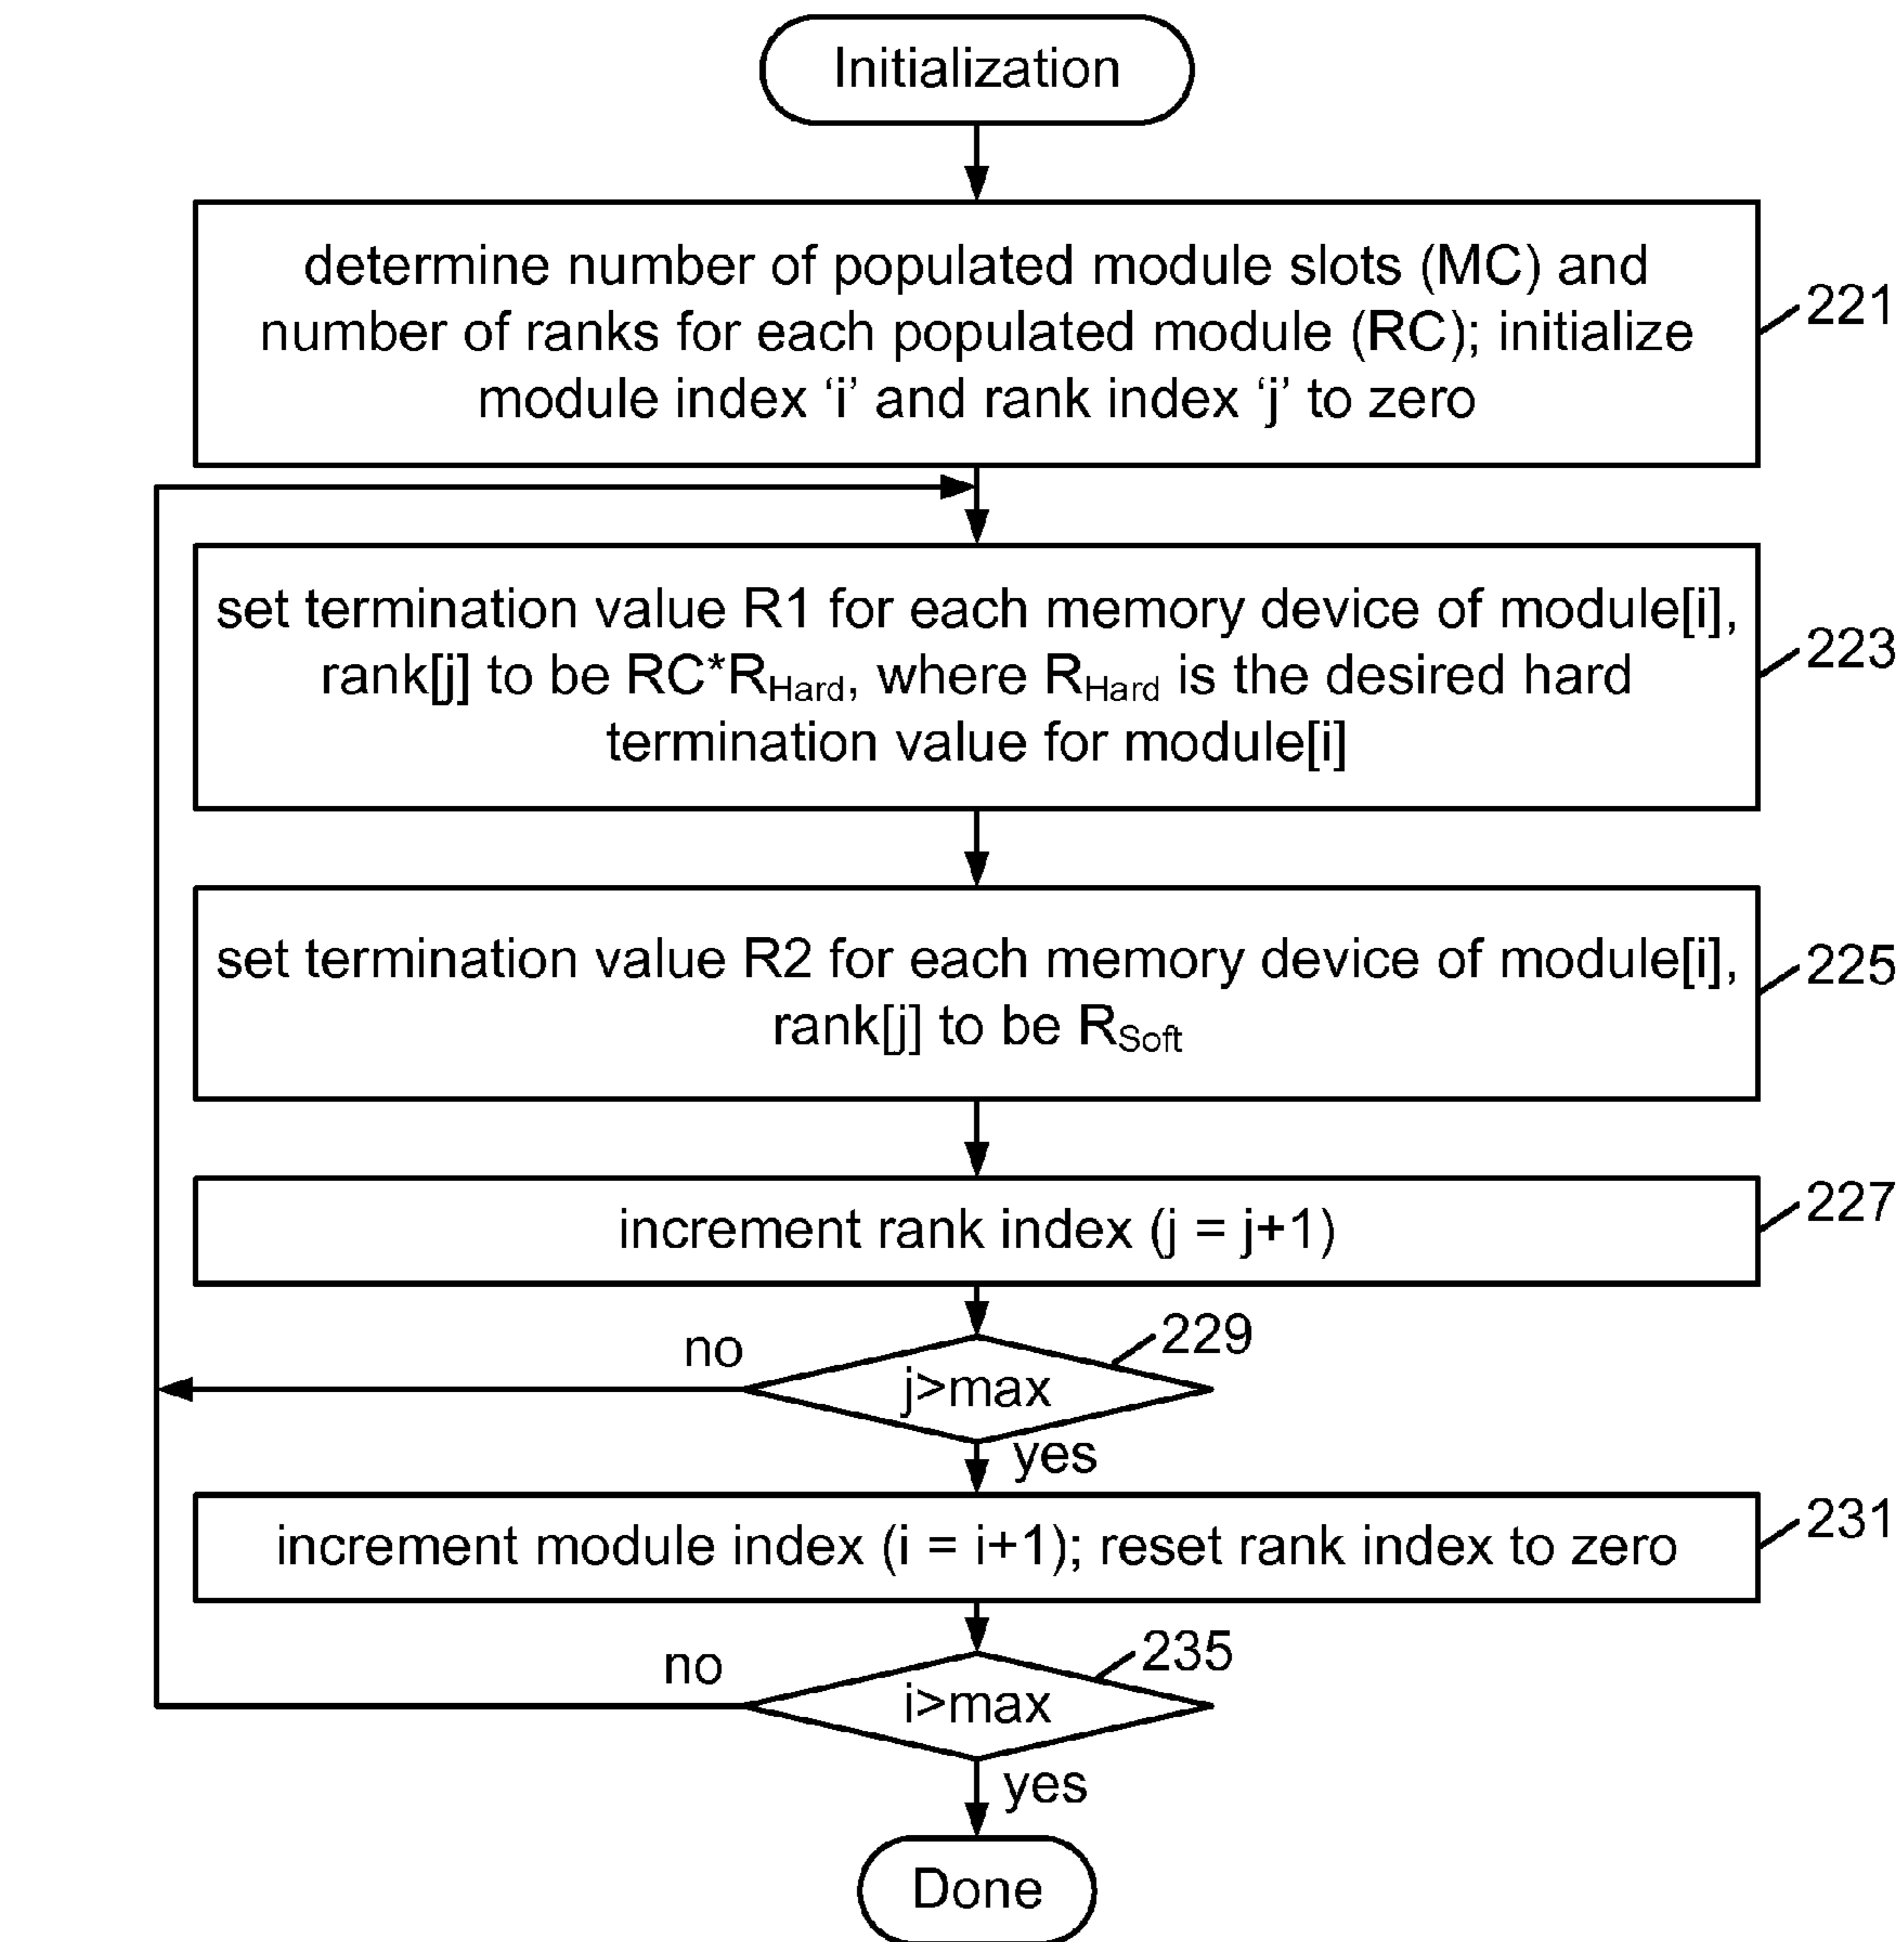 Initialization
determine number of populated module slots (MC) and
number of ranks for each populated module (RC); initialize
module index ‘i’ and rank index ‘j’ to zero
221
set termination value R1 for each memory device of module[i],
rank[j] to be RC*RHard, where RHard is the desired hard
termination value for module[i]
223
set termination value R2 for each memory device of module[i],
rank[j] to be RSoft
225
increment rank index (j = j+1)
227
229
no
j>max
yes
increment module index (i = i+1); reset rank index to zero
231
235
no
i>max
yes
Done